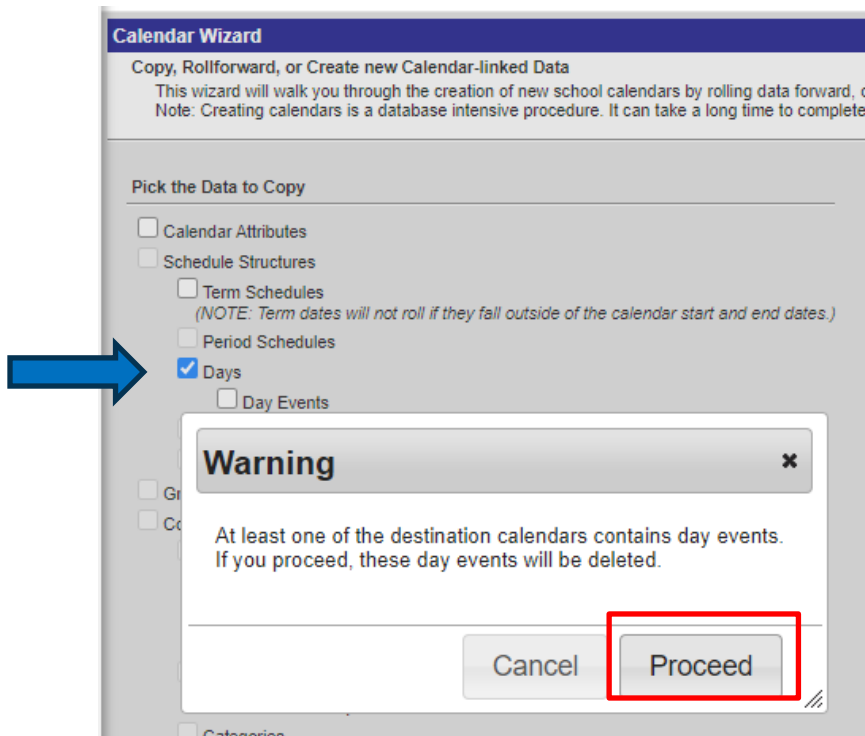 Calendar Wizard
Copy, Rollforward, or Create new Calendar-linked Data
This wizard will walk you through the creation of new school calendars by rolling data forward,
Note: Creating calendars is a database intensive procedure. It can take a long time to complete
Pick the Data to Copy
Calendar Attributes
Schedule Structures
Term Schedules
(NOTE: Term dates will not roll if they fall outside of the calendar start and end dates.)
Period Schedules
Days
Day Events
Warning
At least one of the destination calendars contains day events.
If you proceed, these day events will be deleted.
Cancel Proceed
Categories